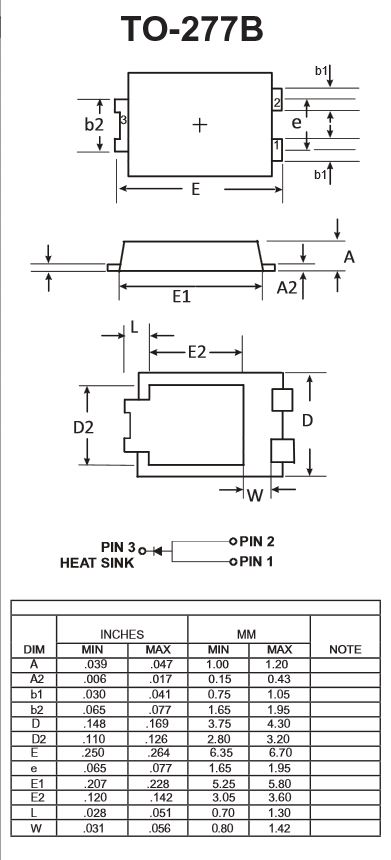 TO-277B
b1
2
3
b2
e
1
b1
E
A
A2
E1
L
E2
D2
D
W
PIN 3
HEAT SINK
PIN 2
PIN 1
INCHES MM
DIM MIN MAX MIN MAX NOTE
A .039 .047 1.00 1.20
A2 .006 .017 0.15 0.43
b1 .030 .041 0.75 1.05
b2 .065 .077 1.65 1.95
D .148 .169 3.75 4.30
D2 .110 .126 2.80 3.20
E .250 .264 6.35 6.70
e .065 .077 1.65 1.95
E1 .207 .228 5.25 5.80
E2 .120 .142 3.05 3.60
L .028 .051 0.70 1.30
W .031 .056 0.80 1.42